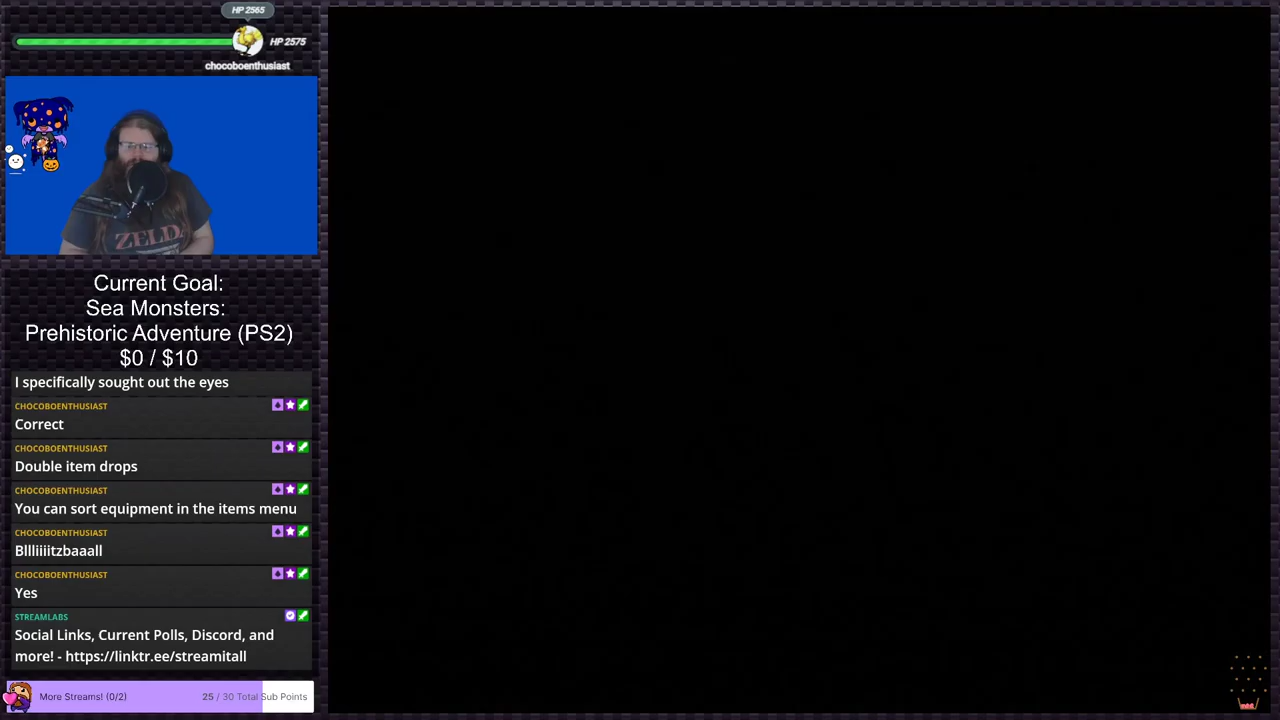 HP 2565
HP 2575
chocoboenthusiast
ZELDA
Current Goal:
Sea Monsters:
Prehistoric Adventure (PS2)
$0 / $10
I specifically sought out the eyes
CHOCOBOENTHUSIAST
Correct
CHOCOBOENTHUSIAST
Double item drops
CHOCOBOENTHUSIAST
You can sort equipment in the items menu
CHOCOBOENTHUSIAST
Bllliiiitzbaaall
CHOCOBOENTHUSIAST
Yes
STREAMLABS
Social Links, Current Polls, Discord, and
more! - https://linktr.ee/streamitall
More Streams! (0/2) 25 / 30 Total Sub Points